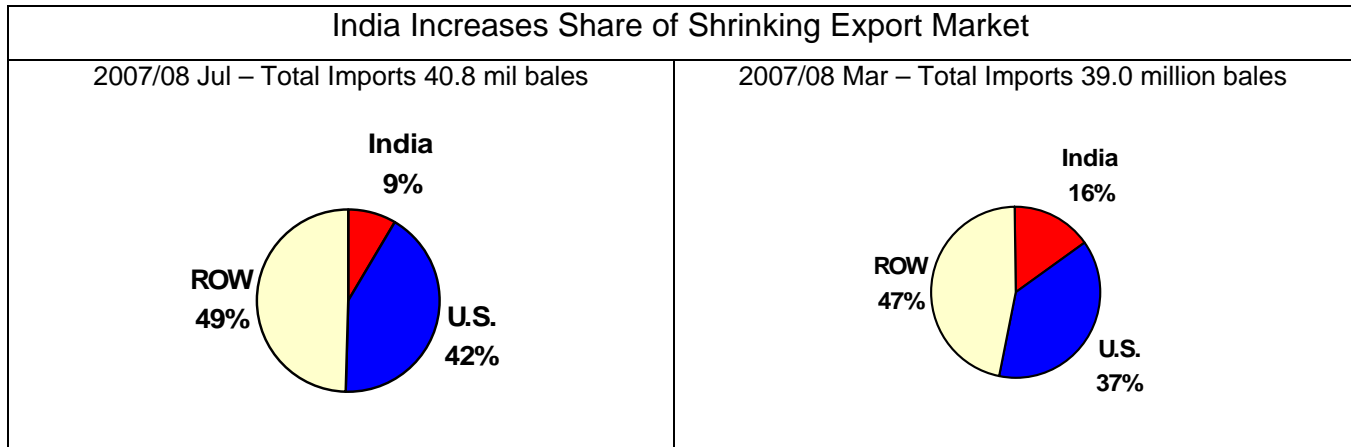 India Increases Share of Shrinking Export Market
2007/08 Jul – Total Imports 40.8 mil bales
India
9%
ROW
49%
U.S.
42%
2007/08 Mar – Total Imports 39.0 million bales
India
16%
ROW
47%
U.S.
37%